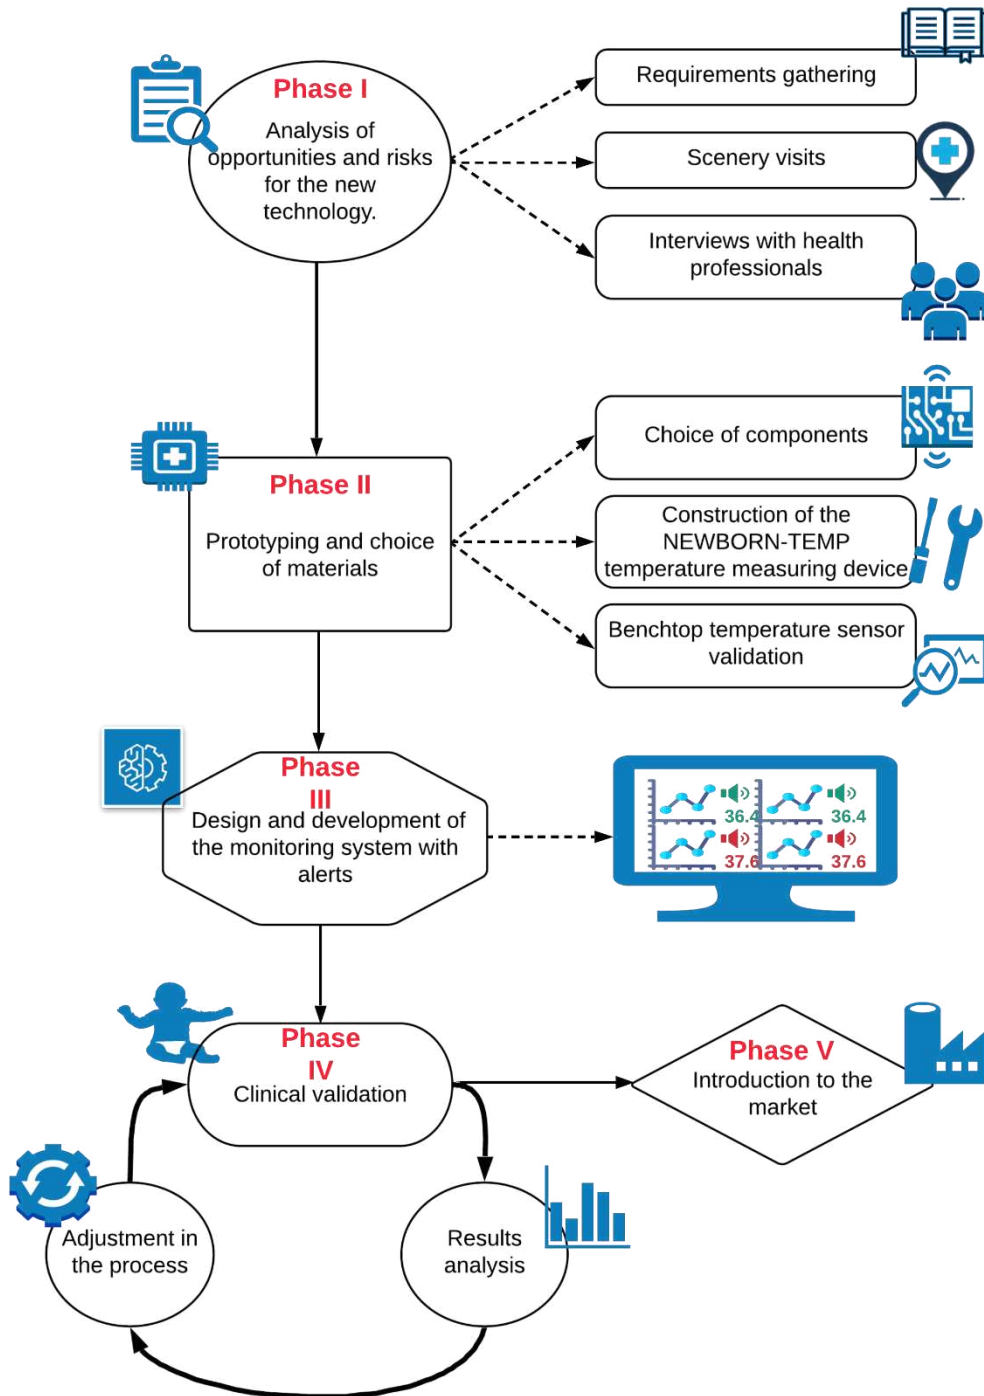 Phase I
Analysis of
opportunities and risks
for the new
technology.
Requirements gathering
Scenery visits
Interviews with health
professionals
Phase II
Prototyping and choice
of materials
Choice of components
Construction of the
NEWBORN-TEMP
temperature measuring device
Benchtop temperature sensor
validation
Phase
III
Design and development of
the monitoring system with
alerts
36.4
36.4
37.6
37.6
Phase
IV
Clinical validation
Phase V
Introduction to the
market
Adjustment in
the process
Results
analysis